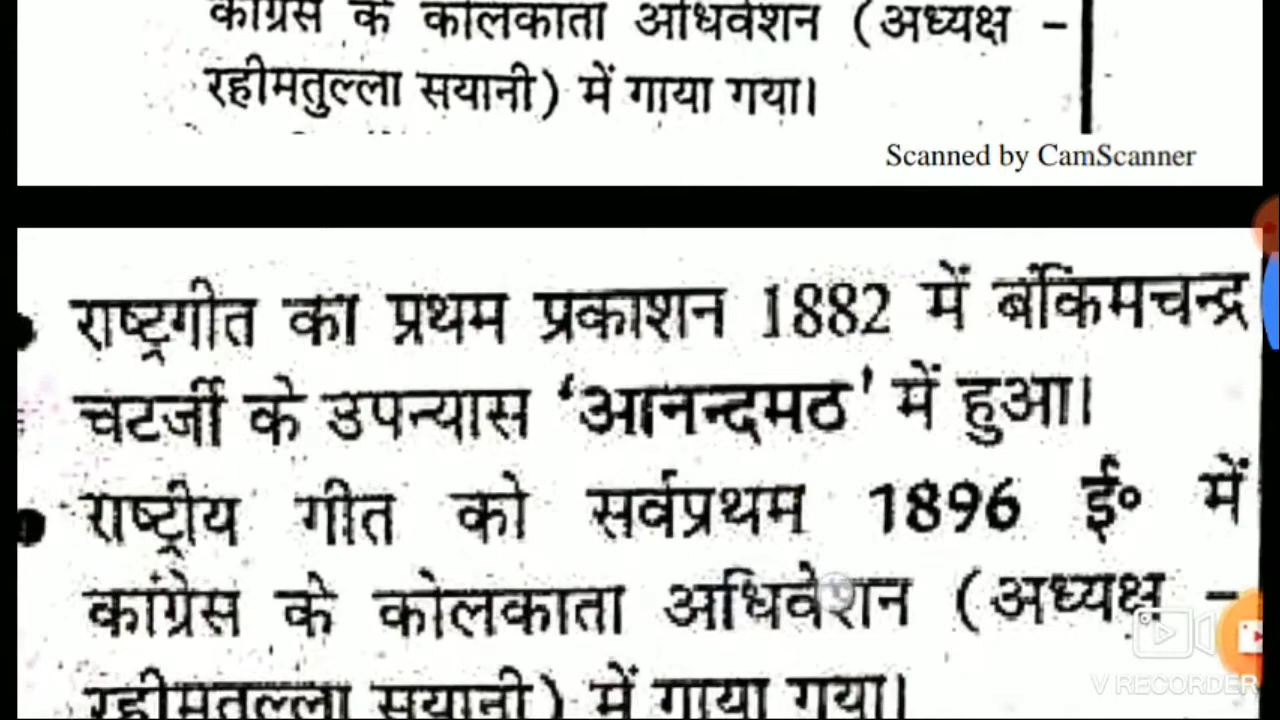 कांग्रेस के कोलकाता अधिवेशन (अध्यक्ष -
रहीमतुल्ला सयानी) में गाया गया।
Scanned by CamScanner
राष्ट्रगीत का प्रथम प्रकाशन 1882 में बंकिमचन्द्र
चटर्जी के उपन्यास 'आनन्दमठ' में हुआ।
राष्ट्रीय गीत को सर्वप्रथम 1896 ई० में
कांग्रेस के कोलकाता अधिवेशन (अध्यक्ष -
रहीमतुल्ला सयानी) में गाया गया।
V RECORDER